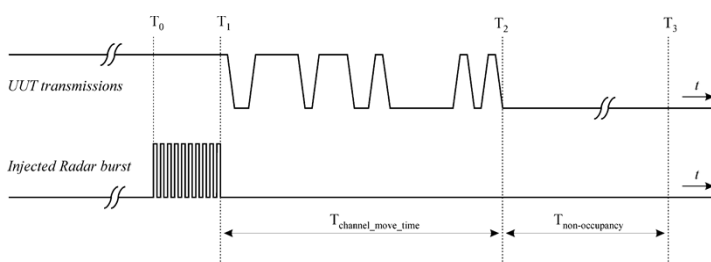 T0 T1 T2 T3
UUT transmissions
t
Injected Radar burst
t
Tchannel_move_time Tnon-occupancy